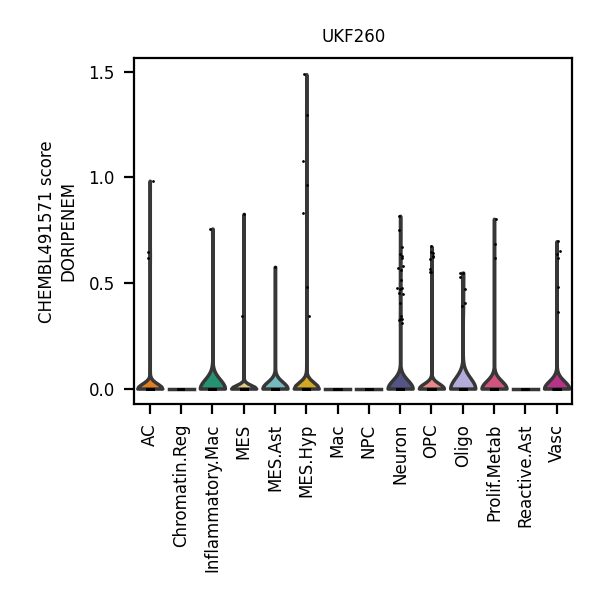 UKF260
CHEMBL491571 score
DORIPENEM
1.5
1.0
0.5
0.0
AC
Chromatin.Reg
Inflammatory.Mac
MES
MES.Ast
MES.Hyp
Mac
NPC
Neuron
OPC
Oligo
Prolif.Metab
Reactive.Ast
Vasc